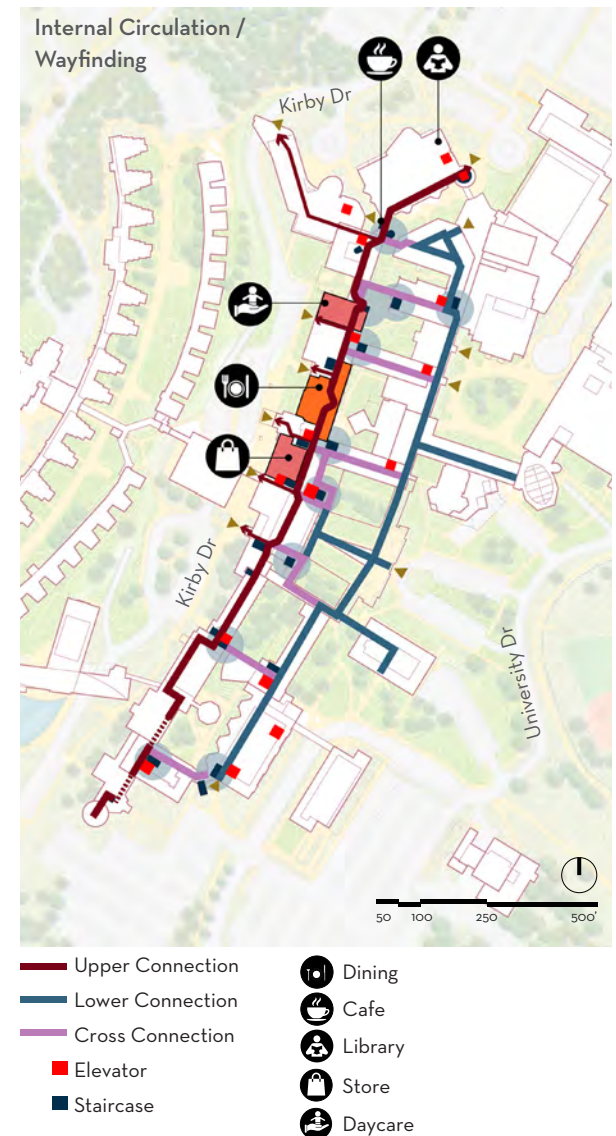 Internal Circulation /
Wayfinding
Kirby Dr
Kirby Dr
University Dr
50 100 250 500'
Upper Connection
Lower Connection
Cross Connection
Elevator
Staircase
Dining
Cafe
Library
Store
Daycare